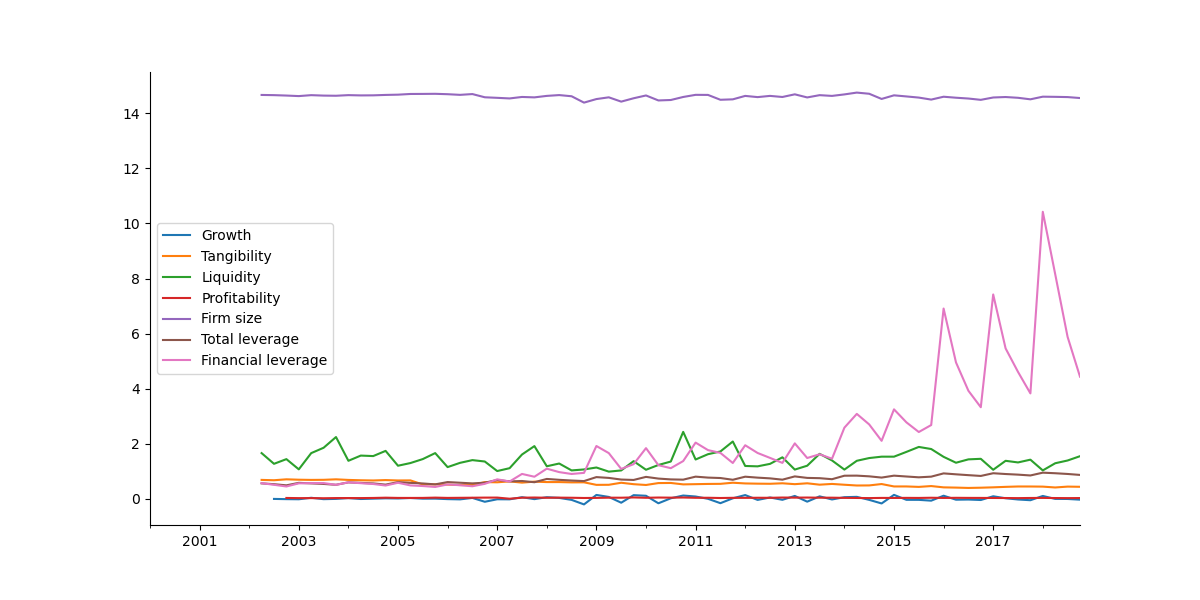 14
12
10
8
6
4
2
0
Growth
Tangibility
Liquidity
Profitability
Firm size
Total leverage
Financial leverage
2001 2003 2005 2007 2009 2011 2013 2015 2017